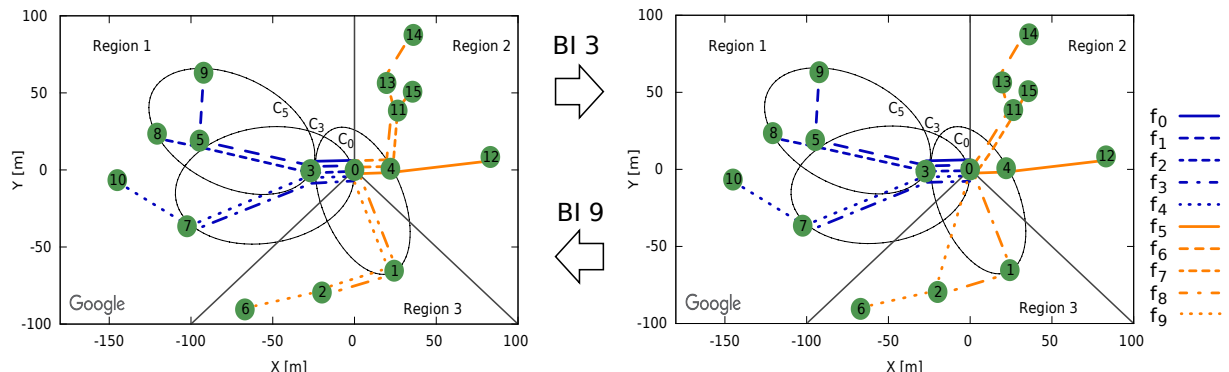 Region 1
Region 2
Region 3
C5
C3
C0
0
1
2
3
4
5
6
7
8
9
10
11
12
13
14
15
100
50
0
-50
-100
-150
-100
-50
0
50
100
Y [m]
X [m]
Google
BI 3
BI 9
Region 1
Region 2
Region 3
C5
C3
C0
0
1
2
3
4
5
6
7
8
9
10
11
12
13
14
15
100
50
0
-50
-100
-150
-100
-50
0
50
100
Y [m]
X [m]
Google
f0
f1
f2
f3
f4
f5
f6
f7
f8
f9